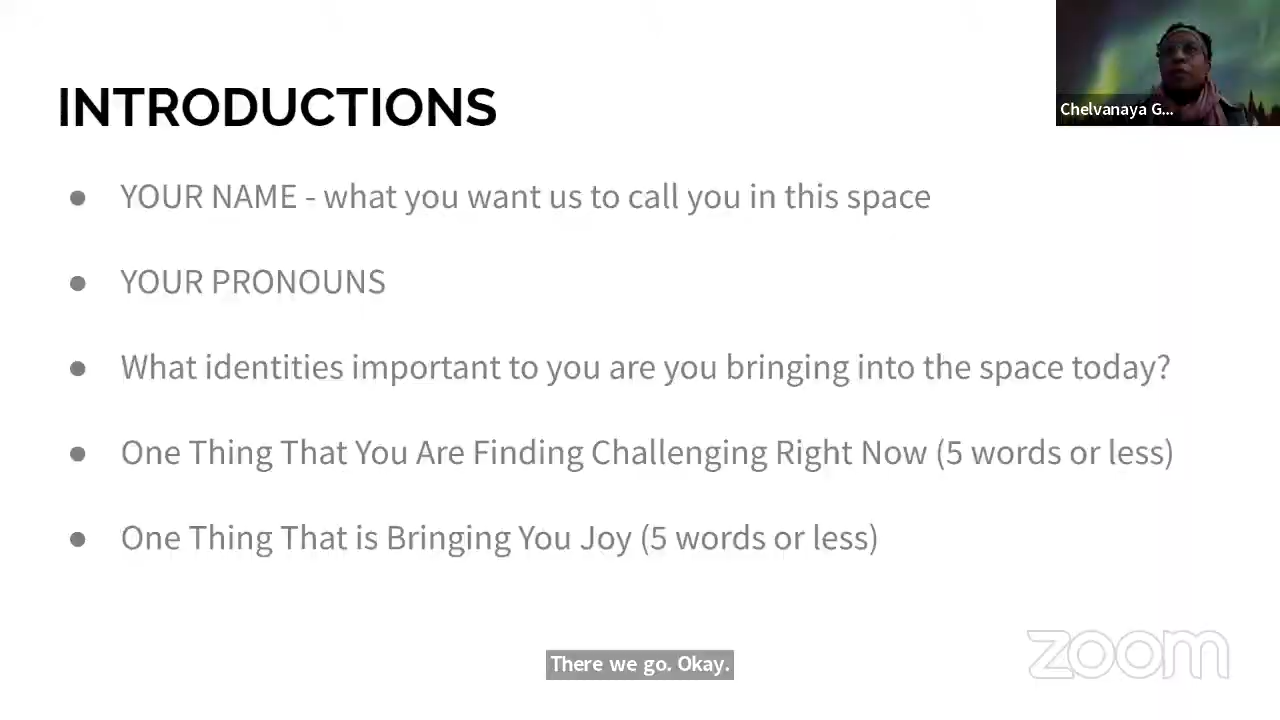 INTRODUCTIONS
Chelvanaya G...
● YOUR NAME - what you want us to call you in this space
● YOUR PRONOUNS
● What identities important to you are you bringing into the space today?
● One Thing That You Are Finding Challenging Right Now (5 words or less)
● One Thing That is Bringing You Joy (5 words or less)
There we go. Okay.
zoom